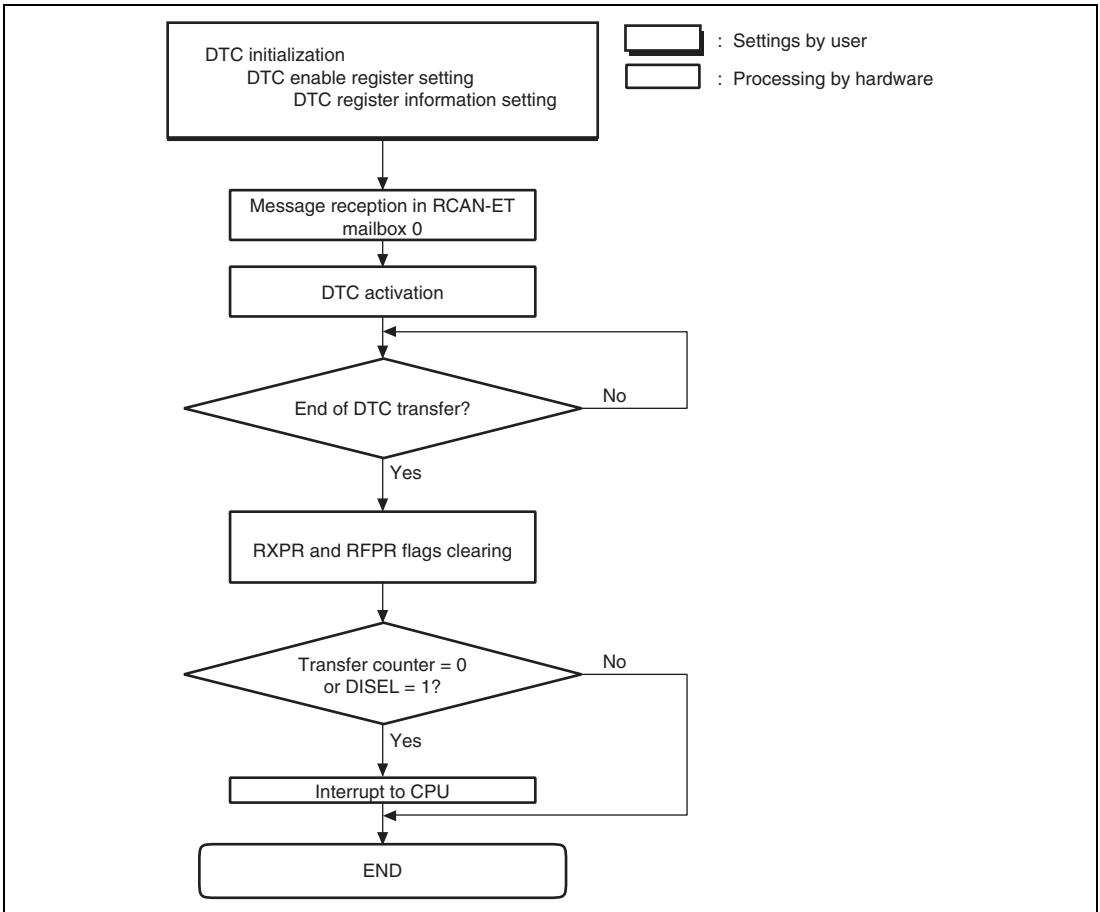 DTC initialization
DTC enable register setting
DTC register information setting
: Settings by user
: Processing by hardware
Message reception in RCAN-ET
mailbox 0
DTC activation
End of DTC transfer?
No
Yes
RXPR and RFPR flags clearing
Transfer counter = 0
or DISEL = 1?
No
Yes
Interrupt to CPU
END